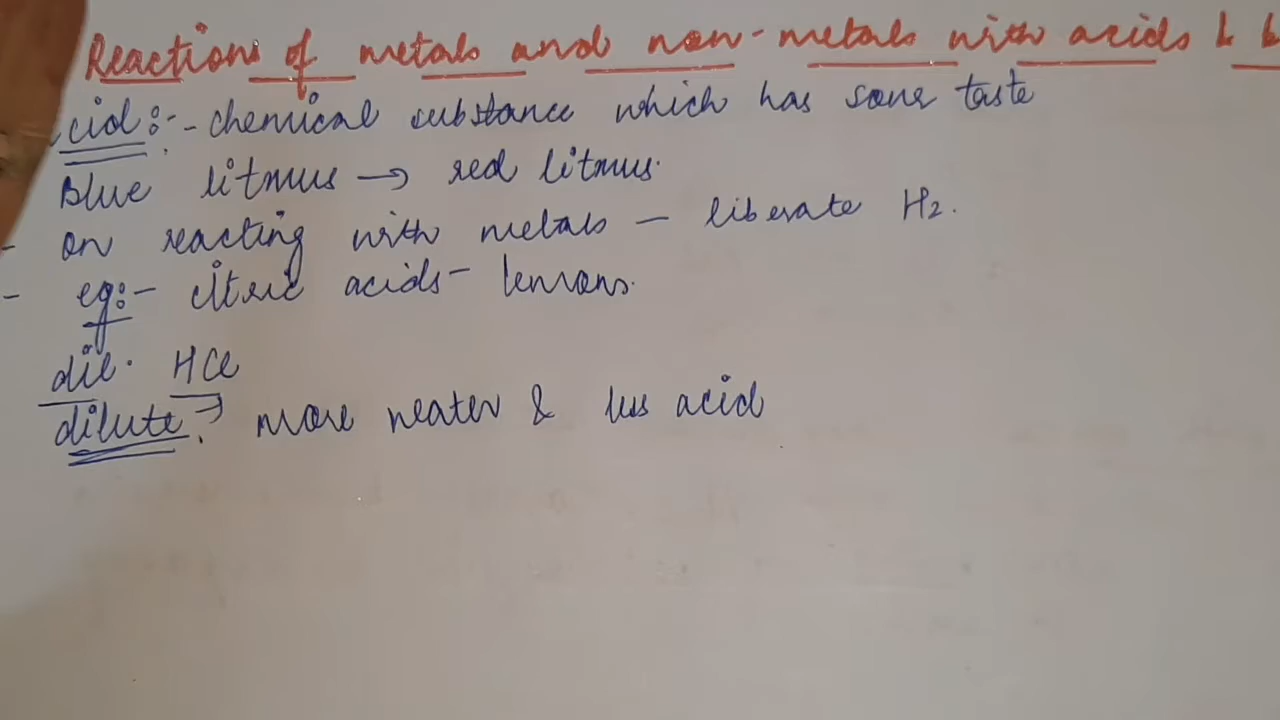 Reactions of metals and non-metals with acids &
cid :- - chemical substance which has sour taste
Blue litmus → red litmus.
- on reacting with metals - liberate H2.
- eg:- citric acids - lemons.
dil. HCl
dilute → more water & less acid